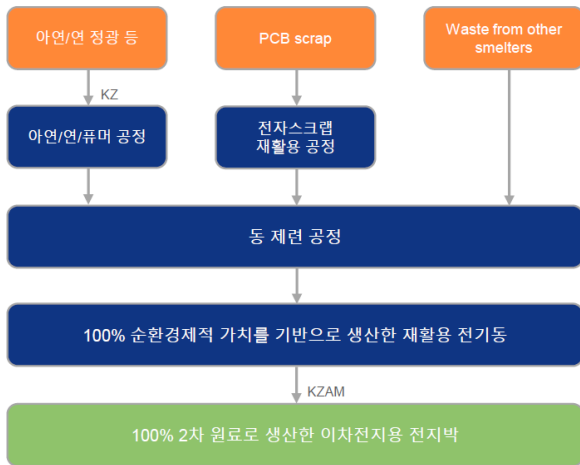 아연/연 정광 등
PCB scrap
Waste from other
smelters
KZ
아연/연/퓨머 공정
전자스크랩
재활용 공정
동 제련 공정
100% 순환경제적 가치를 기반으로 생산한 재활용 전기동
KZAM
100% 2차 원료로 생산한 이차전지용 전지박